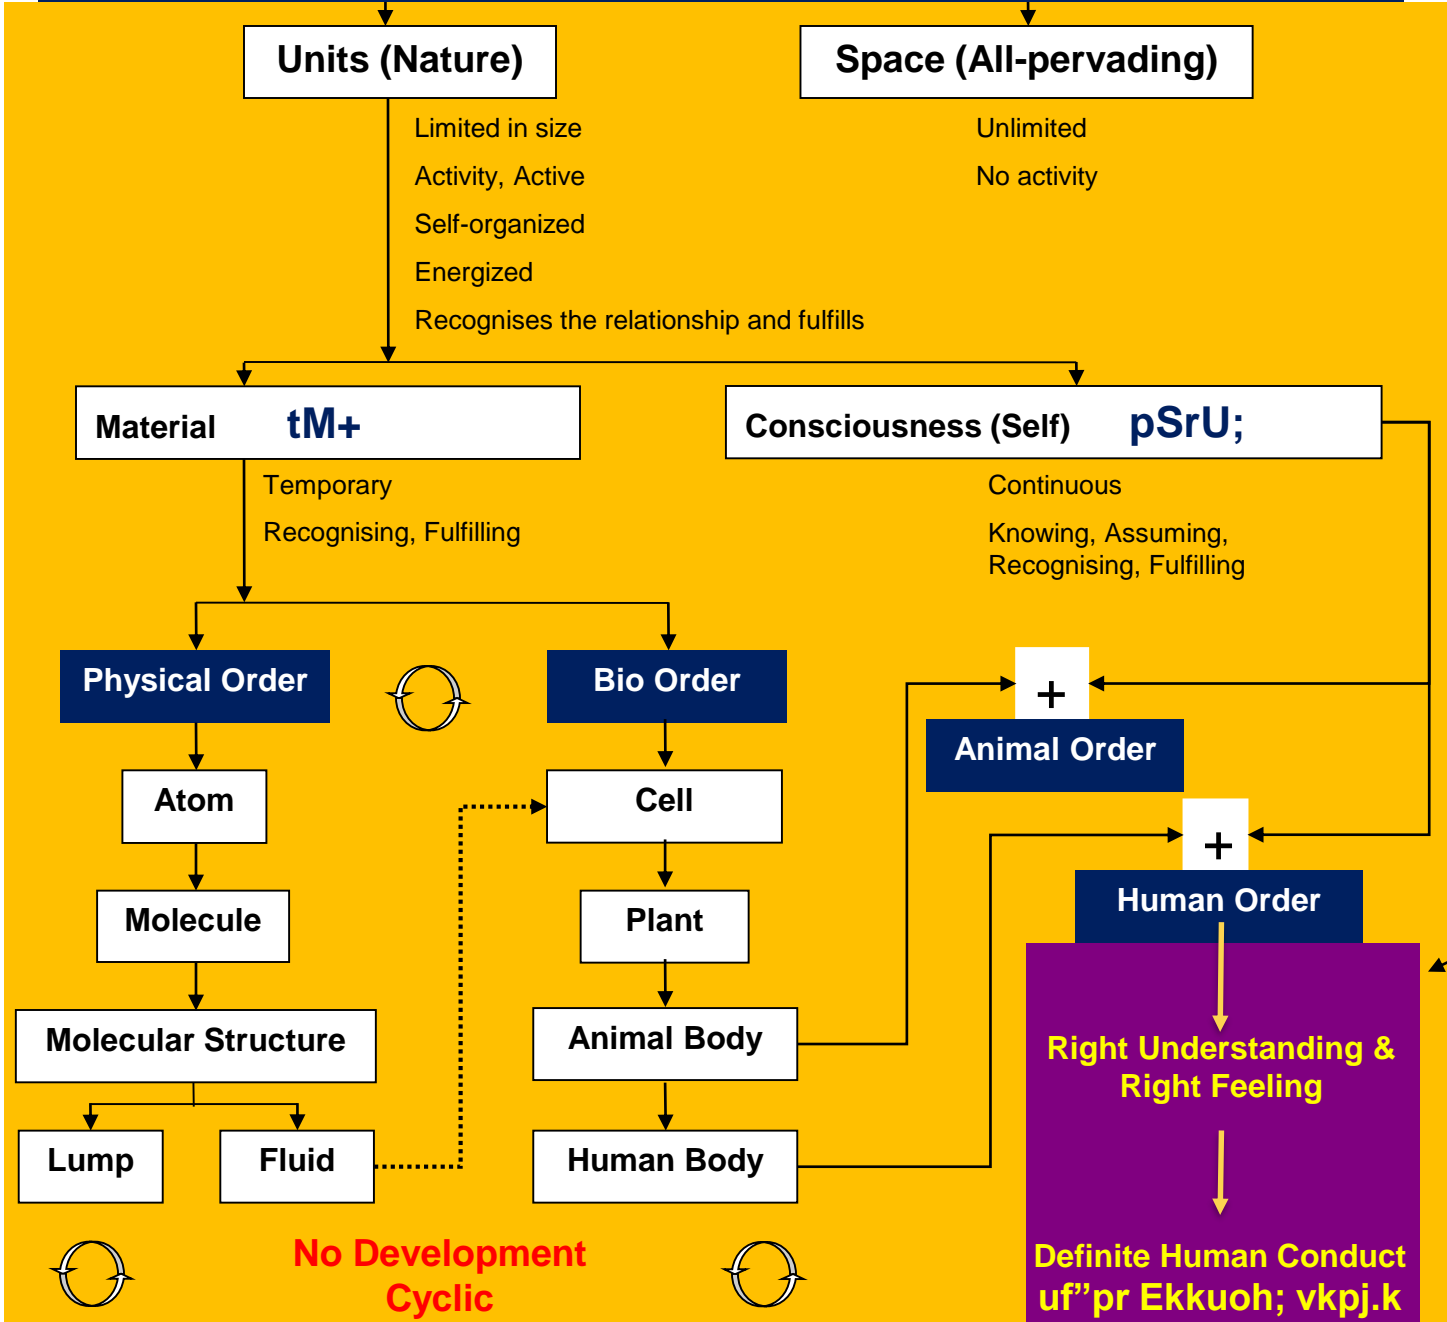 Units (Nature)
Space (All-pervading)
Limited in size
Activity, Active
Self-organized
Energized
Recognises the relationship and fulfills
Unlimited
No activity
Material tM+
Consciousness (Self) pSrU;
Temporary
Recognising, Fulfilling
Continuous
Knowing, Assuming,
Recognising, Fulfilling
Physical Order
Bio Order
+
Animal Order
Atom
Cell
+
Human Order
Molecule
Plant
Molecular Structure
Animal Body
Right Understanding &
Right Feeling
Lump
Fluid
Human Body
No Development
Cyclic
Definite Human Conduct
uf”pr Ekkuoh; vkpj.k